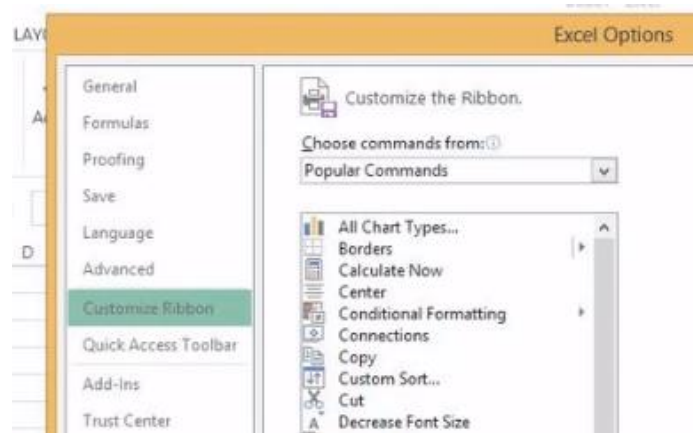 LAY
Excel Options
General
Customize the Ribbon.
Formulas
Choose commands from:
Proofing
Popular Commands
Save
Language
All Chart Types...
D
Borders
Advanced
Calculate Now
Center
Customize Ribbon
Conditional Formatting
Connections
Quick Access Toolbar
Copy
Custom Sort...
Add-Ins
Cut
Trust Center
Decrease Font Size